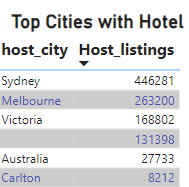 Top Cities with Hotel
host_city Host_listings
Sydney 446281
Melbourne 263200
Victoria 168802
131398
Australia 27733
Carlton 8212